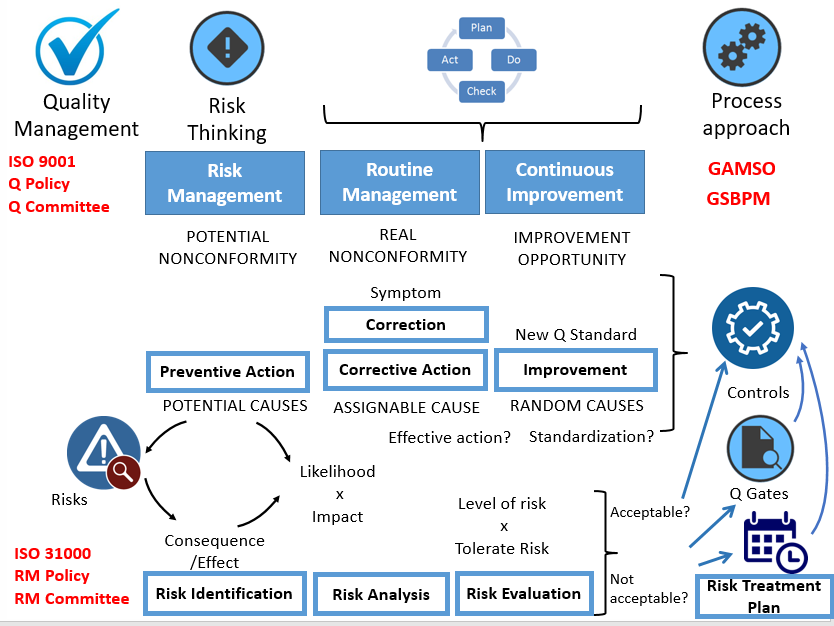 Plan
Act
Do
Check
Quality
Management
Risk
Thinking
Process
approach
ISO 9001
Q Policy
Q Committee
Risk
Management
Routine
Management
Continuous
Improvement
GAMSO
GSBPM
POTENTIAL
NONCONFORMITY
REAL
NONCONFORMITY
IMPROVEMENT
OPPORTUNITY
Symptom
Correction
New Q Standard
Preventive Action
Corrective Action
Improvement
POTENTIAL CAUSES
ASSIGNABLE CAUSE
RANDOM CAUSES
Effective action?
Standardization?
Controls
Risks
Likelihood
x
Impact
Q Gates
Level of risk
x
Tolerate Risk
Acceptable?
Consequence
/Effect
ISO 31000
RM Policy
RM Committee
Not
acceptable?
Risk Identification
Risk Analysis
Risk Evaluation
Risk Treatment
Plan